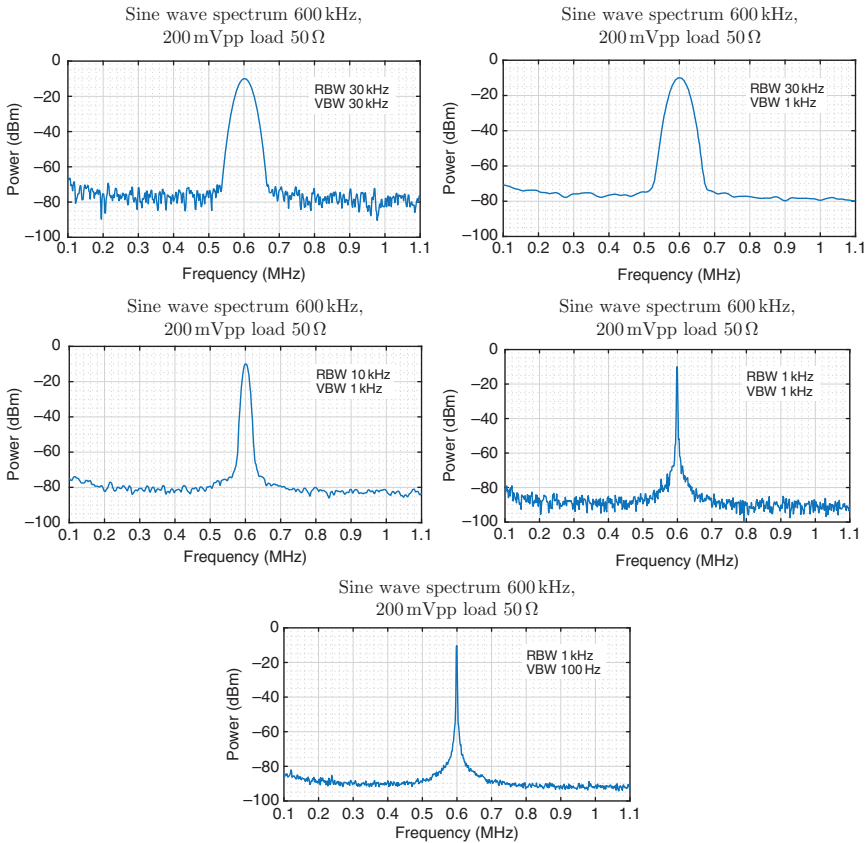 Sine wave spectrum 600 kHz,
200 mVpp load 50 Ω
0
−20
−40
−60
−80
−100
Power (dBm)
RBW 30 kHz
VBW 30 kHz
0.1 0.2 0.3 0.4 0.5 0.6 0.7 0.8 0.9 1 1.1
Frequency (MHz)
Sine wave spectrum 600 kHz,
200 mVpp load 50 Ω
0
−20
−40
−60
−80
−100
Power (dBm)
RBW 30 kHz
VBW 1 kHz
0.1 0.2 0.3 0.4 0.5 0.6 0.7 0.8 0.9 1 1.1
Frequency (MHz)
Sine wave spectrum 600 kHz,
200 mVpp load 50 Ω
0
−20
−40
−60
−80
−100
Power (dBm)
RBW 10 kHz
VBW 1 kHz
0.1 0.2 0.3 0.4 0.5 0.6 0.7 0.8 0.9 1 1.1
Frequency (MHz)
Sine wave spectrum 600 kHz,
200 mVpp load 50 Ω
0
−20
−40
−60
−80
−100
Power (dBm)
RBW 1 kHz
VBW 1 kHz
0.1 0.2 0.3 0.4 0.5 0.6 0.7 0.8 0.9 1 1.1
Frequency (MHz)
Sine wave spectrum 600 kHz,
200 mVpp load 50 Ω
0
−20
−40
−60
−80
−100
Power (dBm)
RBW 1 kHz
VBW 100 Hz
0.1 0.2 0.3 0.4 0.5 0.6 0.7 0.8 0.9 1 1.1
Frequency (MHz)